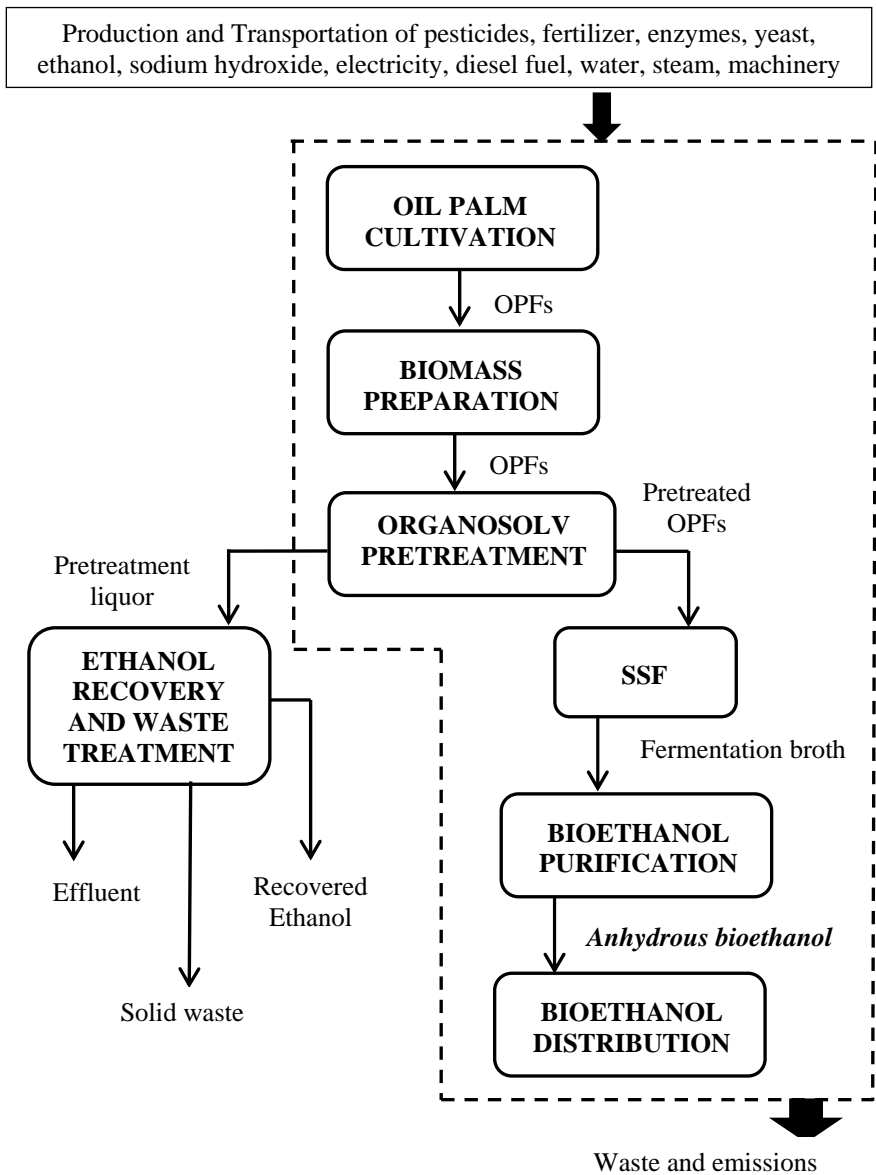 Production and Transportation of pesticides, fertilizer, enzymes, yeast,
ethanol, sodium hydroxide, electricity, diesel fuel, water, steam, machinery
OIL PALM
CULTIVATION
OPFs
BIOMASS
PREPARATION
OPFs
ORGANOSOLV
PRETREATMENT
Pretreated
OPFs
Pretreatment
liquor
ETHANOL
RECOVERY
AND WASTE
TREATMENT
SSF
Fermentation broth
BIOETHANOL
PURIFICATION
Effluent
Recovered
Ethanol
Anhydrous bioethanol
Solid waste
BIOETHANOL
DISTRIBUTION
Waste and emissions